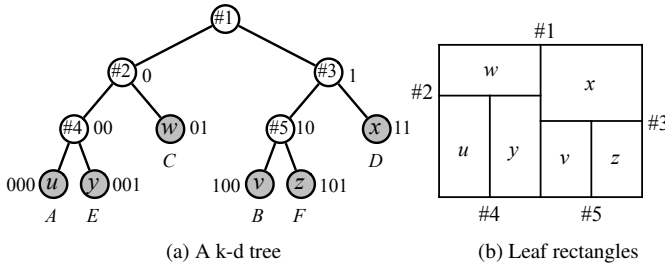 #1
#2 0
#3 1
#4 00
w 01
#5 10
x 11
C
D
000 u
y 001
100 v
z 101
A
E
B
F
(a) A k-d tree
#1
w
x
#2
#3
u
y
v
z
#4
#5
(b) Leaf rectangles